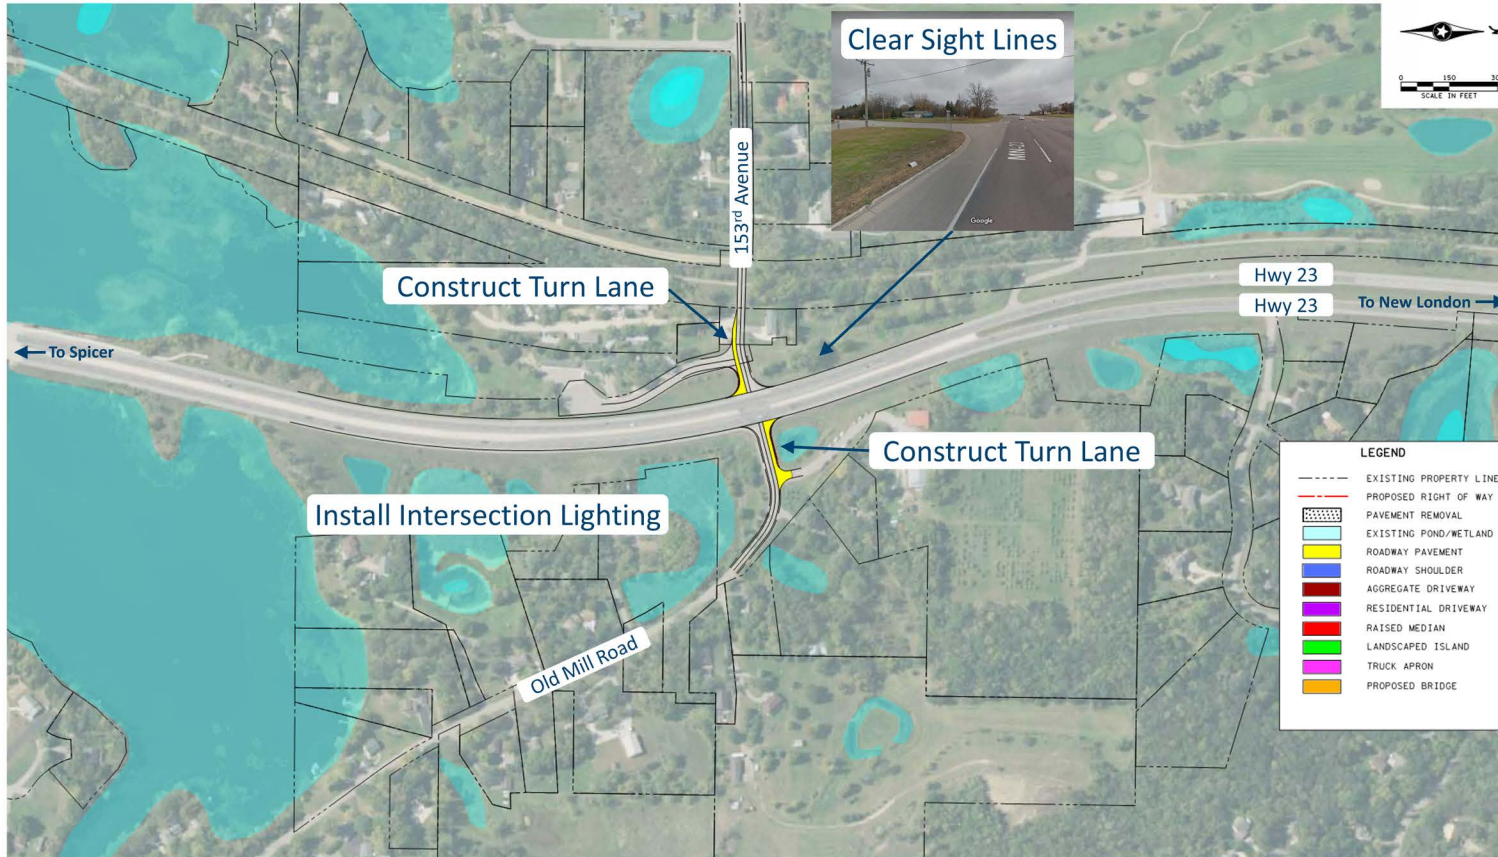 Clear Sight Lines
0 150 30
SCALE IN FEET
153rd Avenue
MN-23
Google
Construct Turn Lane
Hwy 23
Hwy 23
To New London
To Spicer
Construct Turn Lane
Install Intersection Lighting
Old Mill Road
LEGEND
EXISTING PROPERTY LINE
PROPOSED RIGHT OF WAY
PAVEMENT REMOVAL
EXISTING POND/WETLAND
ROADWAY PAVEMENT
ROADWAY SHOULDER
AGGREGATE DRIVEWAY
RESIDENTIAL DRIVEWAY
RAISED MEDIAN
LANDSCAPED ISLAND
TRUCK APRON
PROPOSED BRIDGE